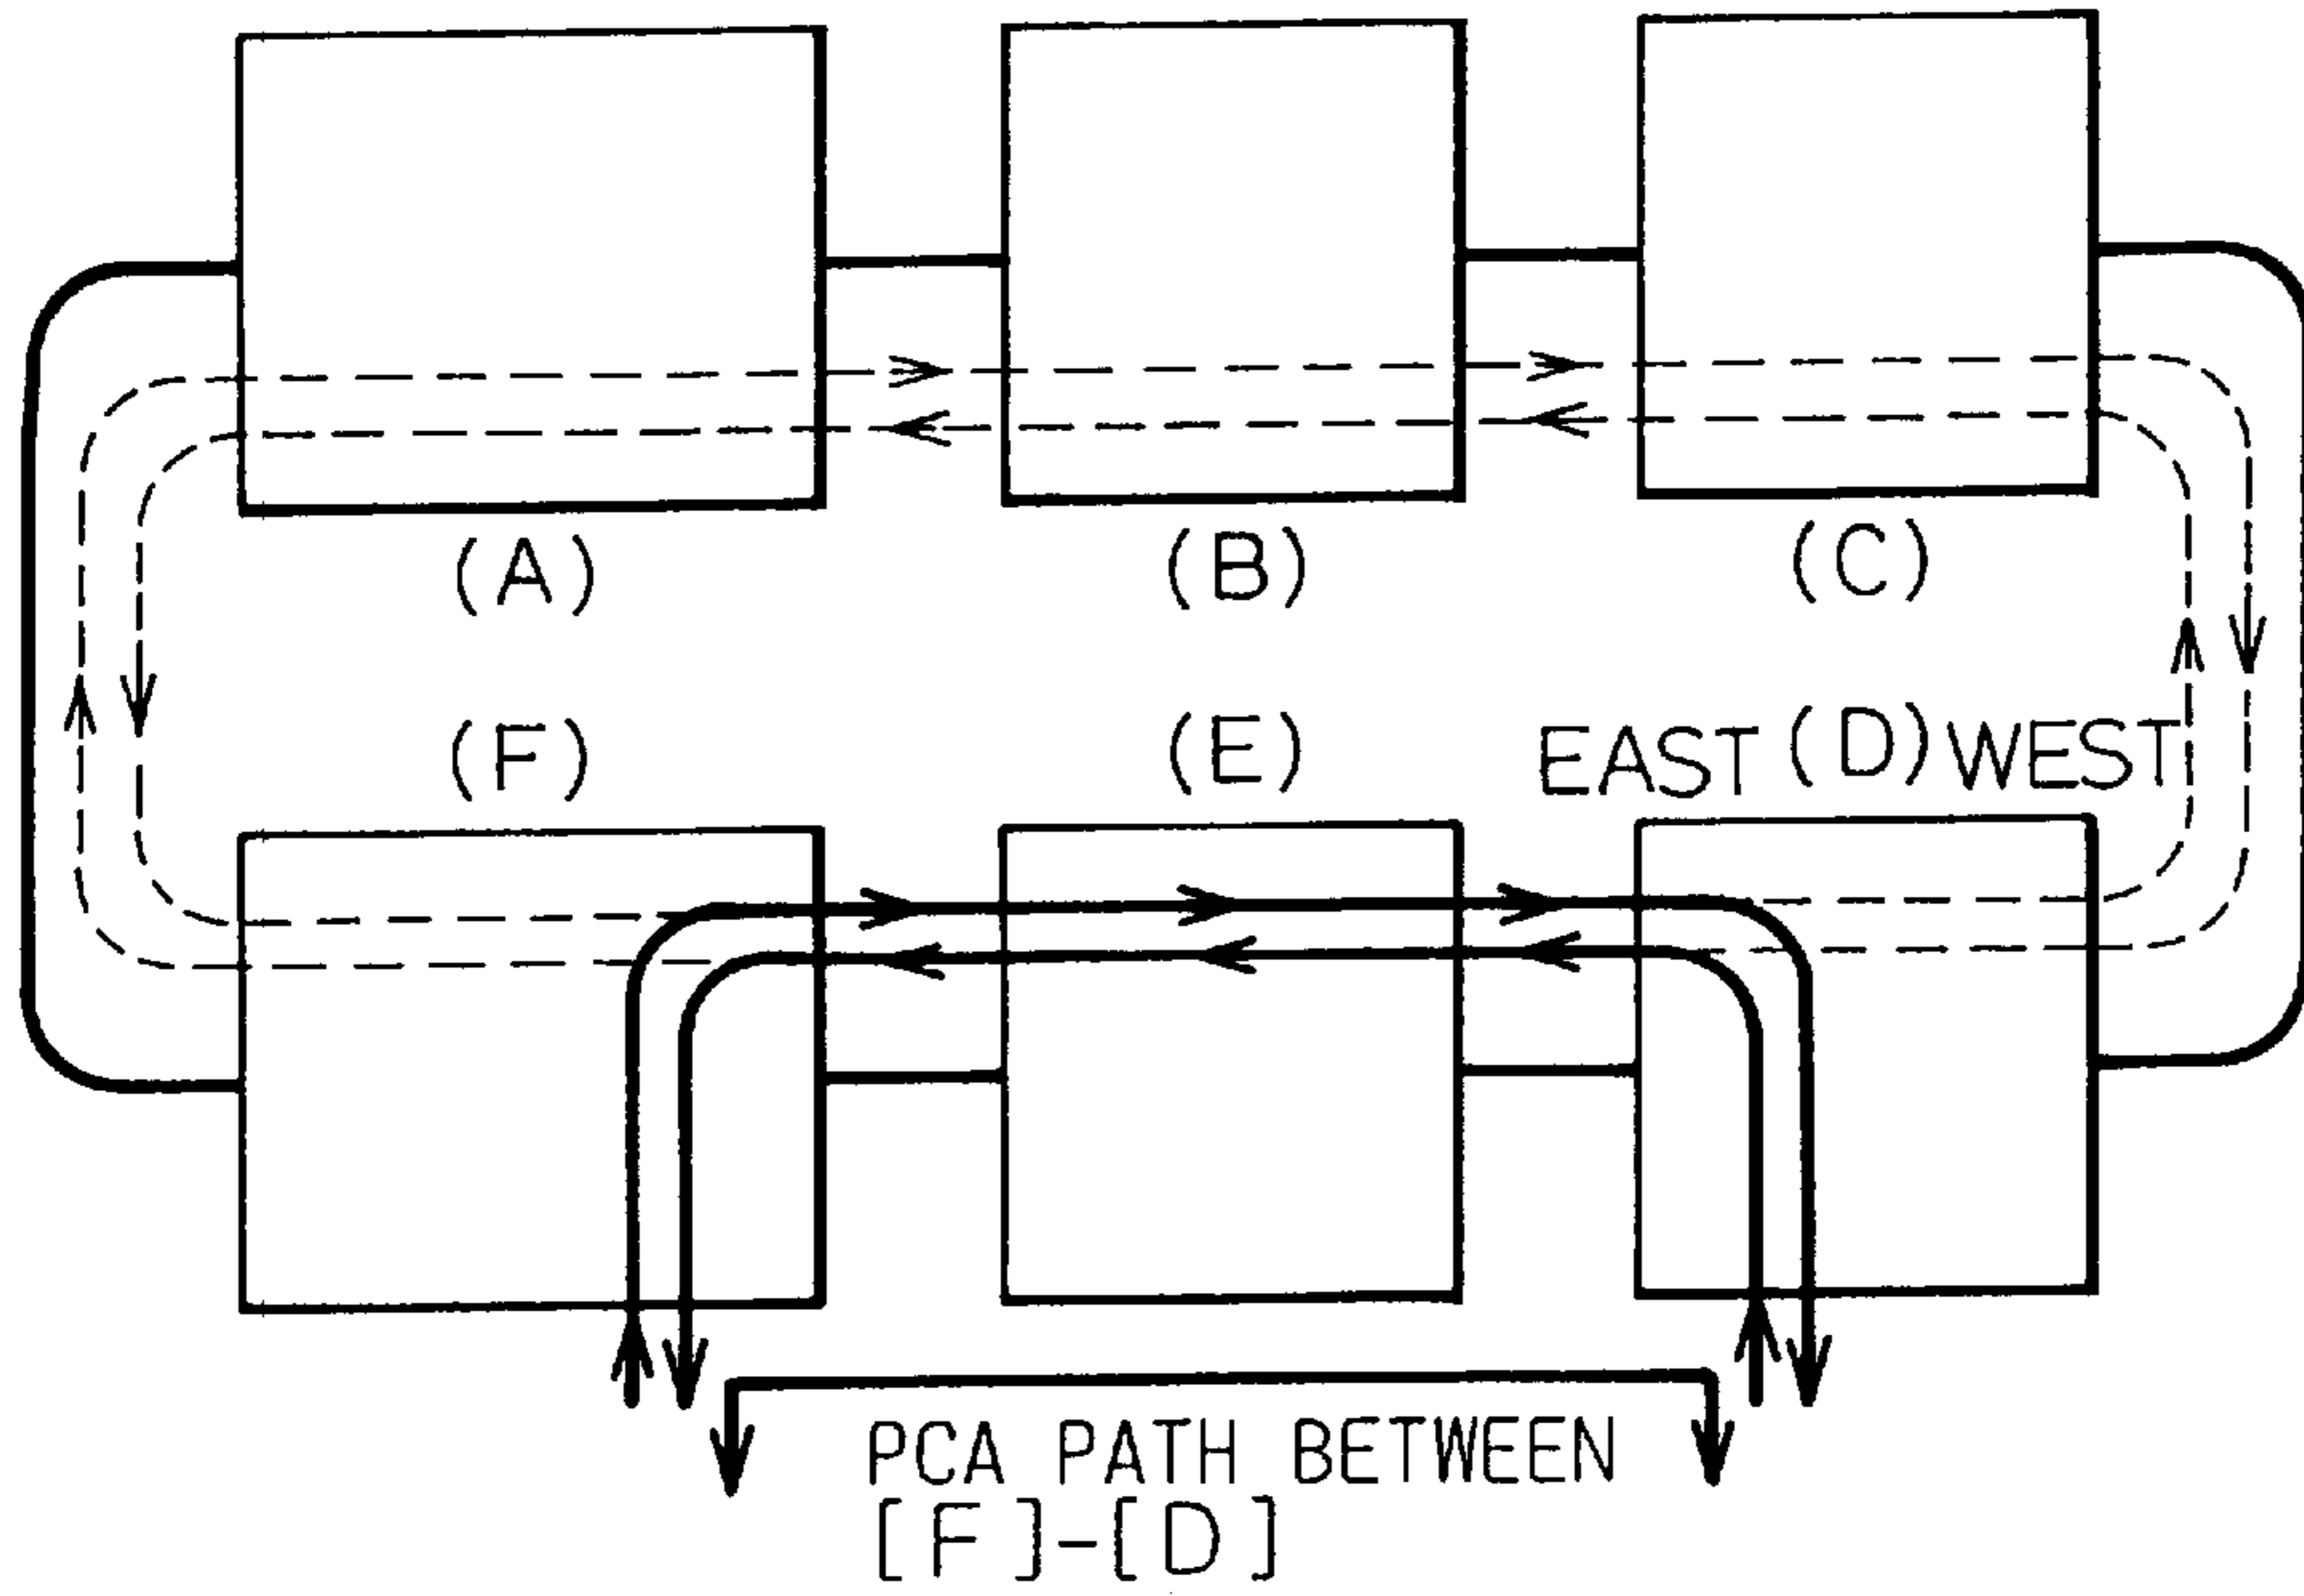 (A) (B) (C)
(F) (E) EAST (D) WEST
PCA PATH BETWEEN
[F]-[D]